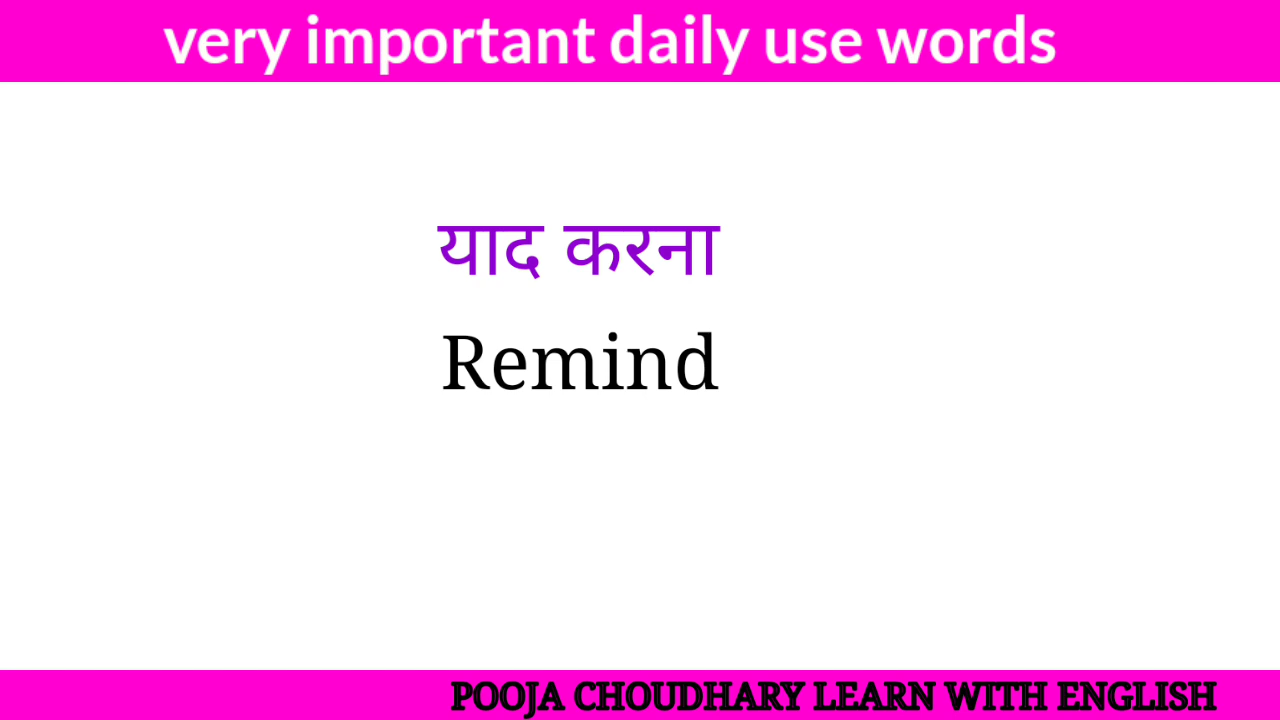 very important daily use words
याद करना
Remind
POOJA CHOUDHARY LEARN WITH ENGLISH